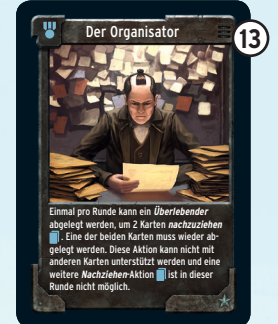 Der Organisator
13
Einmal pro Runde kann ein Überlebender
abgelegt werden, um 2 Karten nachzuziehen
. Eine der beiden Karten muss wieder ab-
gelegt werden. Diese Aktion kann nicht mit
anderen Karten unterstützt werden und eine
weitere Nachziehen-Aktion ist in dieser
Runde nicht möglich.